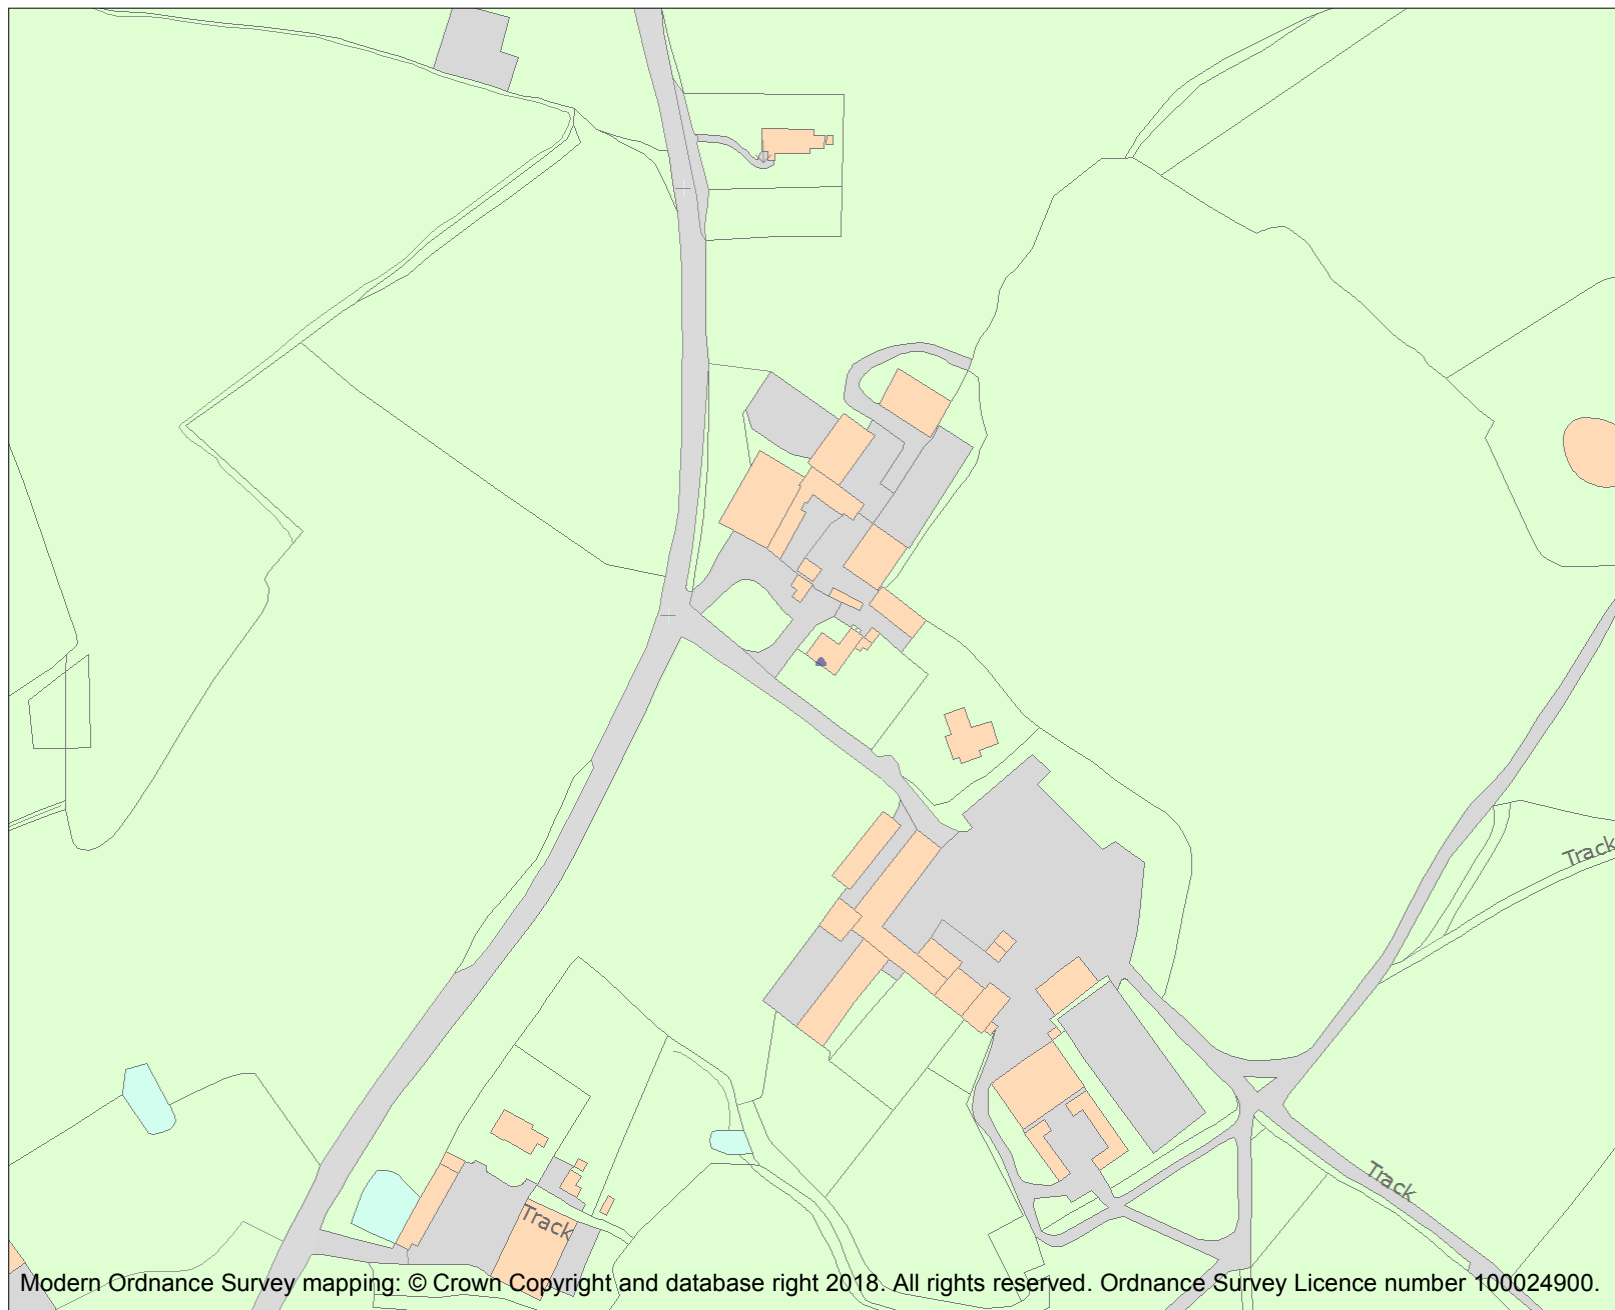 Track
Track
Track
Modern Ordnance Survey mapping: © Crown Copyright and database right 2018. All rights reserved. Ordnance Survey Licence number 100024900.